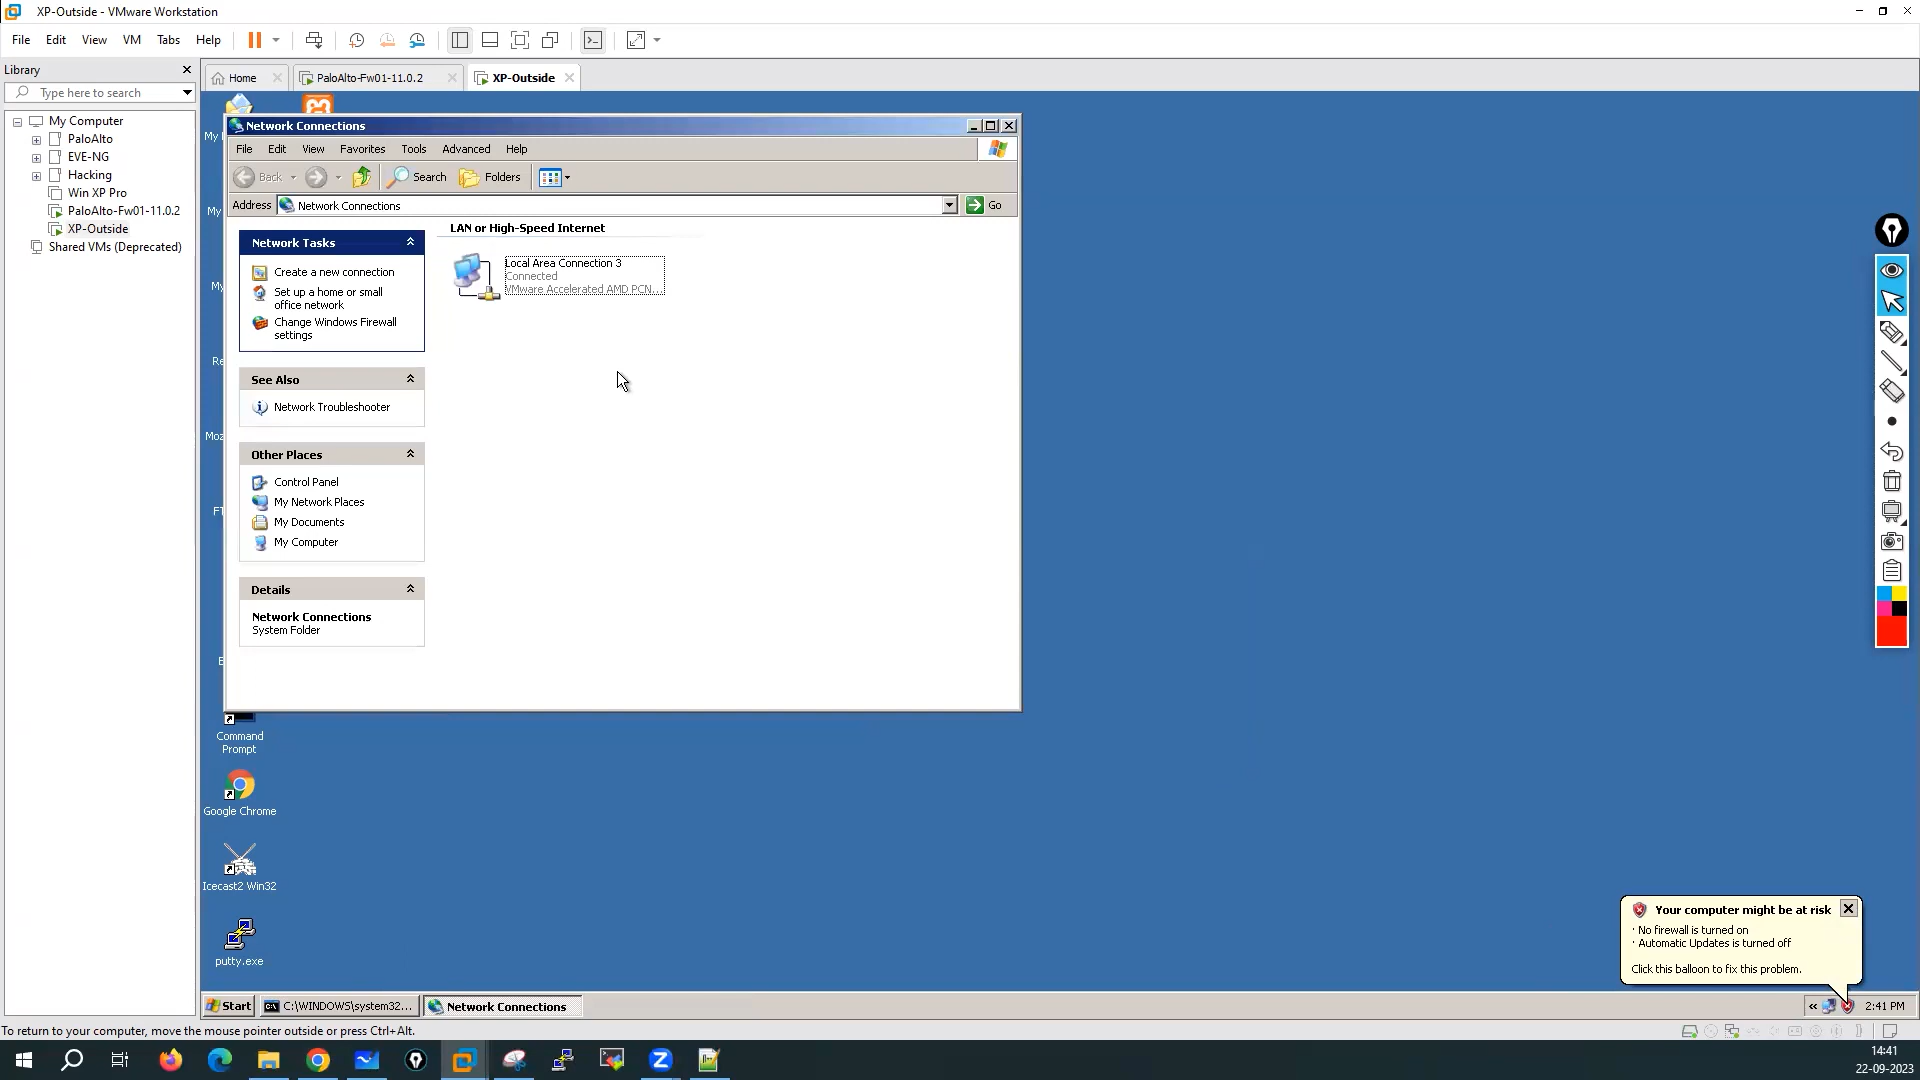 XP-Outside - VMware Workstation
File Edit View VM Tabs Help
Library
Type here to search
My Computer
PaloAlto
EVE-NG
Hacking
Win XP Pro
PaloAlto-Fw01-11.0.2
XP-Outside
Shared VMs (Deprecated)
Home
PaloAlto-Fw01-11.0.2
XP-Outside
Network Connections
File Edit View Favorites Tools Advanced Help
Back Search Folders
Address Network Connections Go
Network Tasks
Create a new connection
Set up a home or small
office network
Change Windows Firewall
settings
See Also
Network Troubleshooter
Other Places
Control Panel
My Network Places
My Documents
My Computer
Details
Network Connections
System Folder
LAN or High-Speed Internet
Local Area Connection 3
Connected
VMware Accelerated AMD PCN...
My
My
My
Re
Moz
FT
Command
Prompt
Google Chrome
Icecast2 Win32
putty.exe
Your computer might be at risk
· No firewall is turned on
· Automatic Updates is turned off
Click this balloon to fix this problem.
Start C:\WINDOWS\system32... Network Connections
« 2:41 PM
To return to your computer, move the mouse pointer outside or press Ctrl+Alt.
14:41
22-09-2023